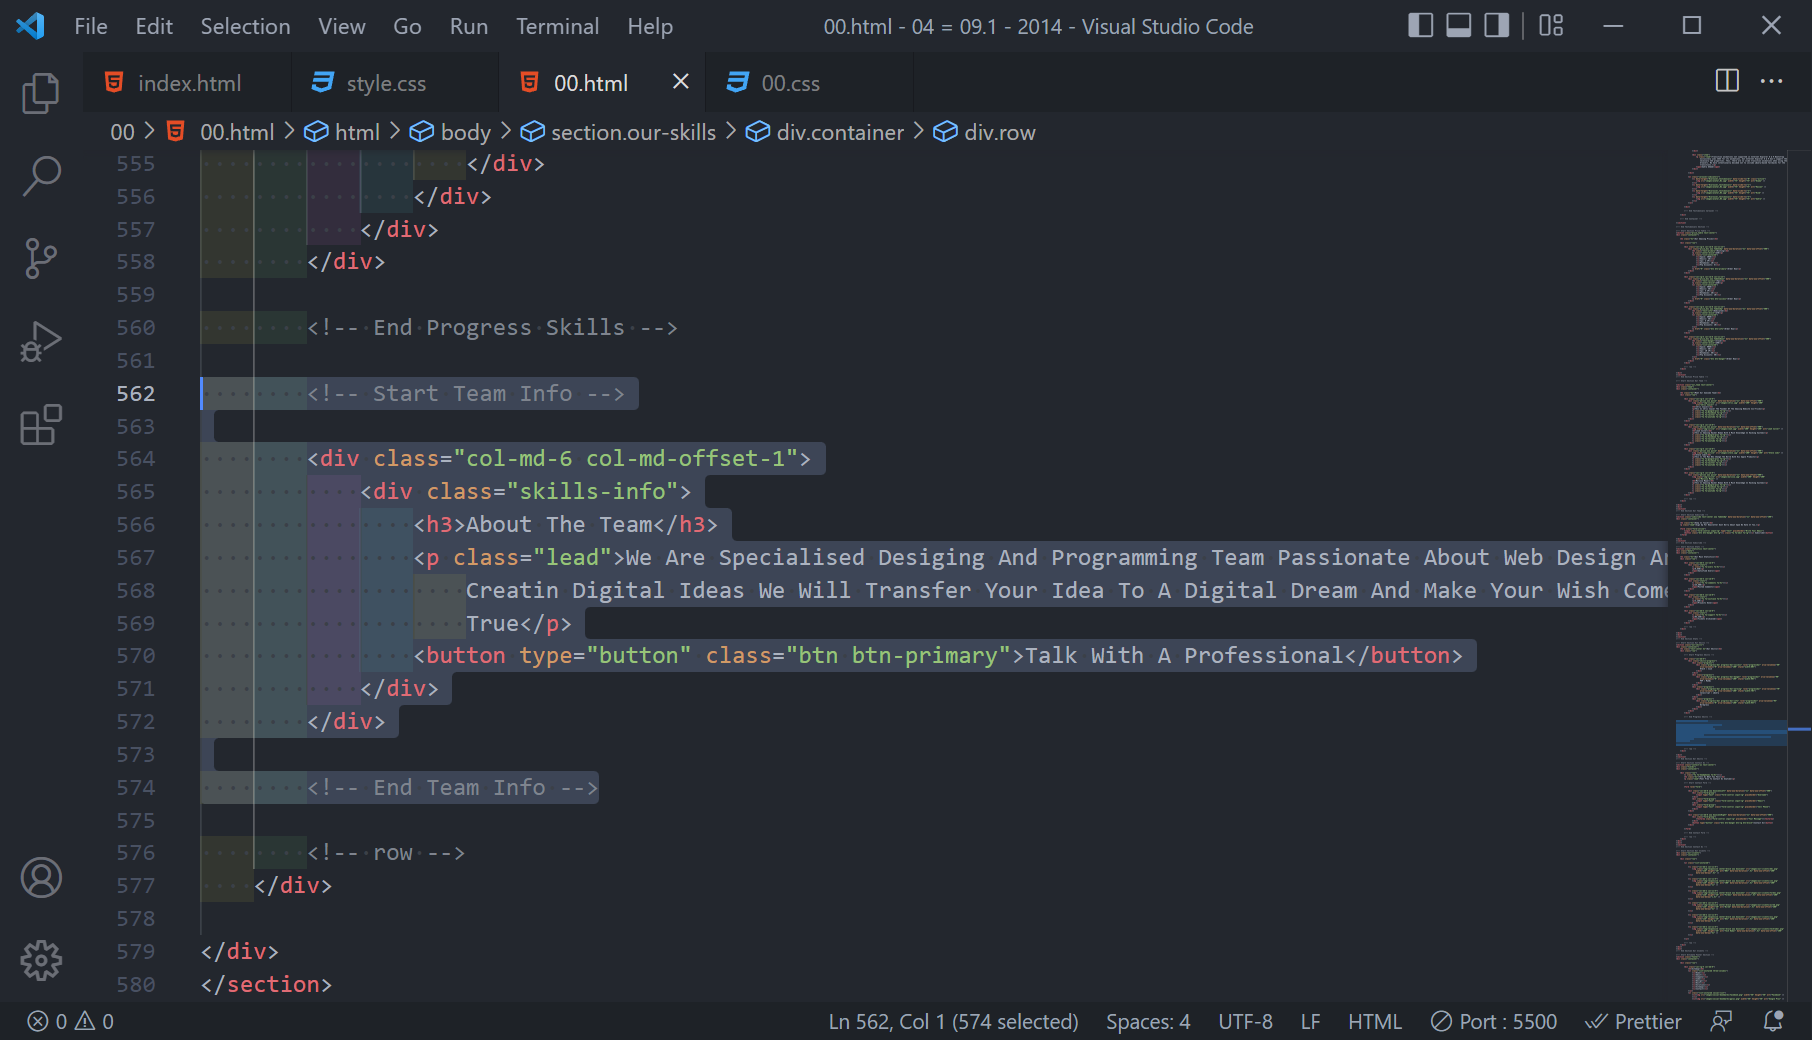 File Edit Selection View Go Run Terminal Help 00.html - 04 = 09.1 - 2014 - Visual Studio Code
index.html style.css 00.html 00.css
00 > 00.html > html > body > section.our-skills > div.container > div.row
555 </div>
556 </div>
557 </div>
558 </div>
559
560 <!-- End Progress Skills -->
561
562 <!-- Start Team Info -->
563
564 <div class="col-md-6 col-md-offset-1">
565 <div class="skills-info">
566 <h3>About The Team</h3>
567 <p class="lead">We Are Specialised Desiging And Programming Team Passionate About Web Design
568 Creatin Digital Ideas We Will Transfer Your Idea To A Digital Dream And Make Your Wish Come
569 True</p>
570 <button type="button" class="btn btn-primary">Talk With A Professional</button>
571 </div>
572 </div>
573
574 <!-- End Team Info -->
575
576 <!-- row -->
577 </div>
578
579 </div>
580 </section>
0 0 Ln 562, Col 1 (574 selected) Spaces: 4 UTF-8 LF HTML Port : 5500 Prettier